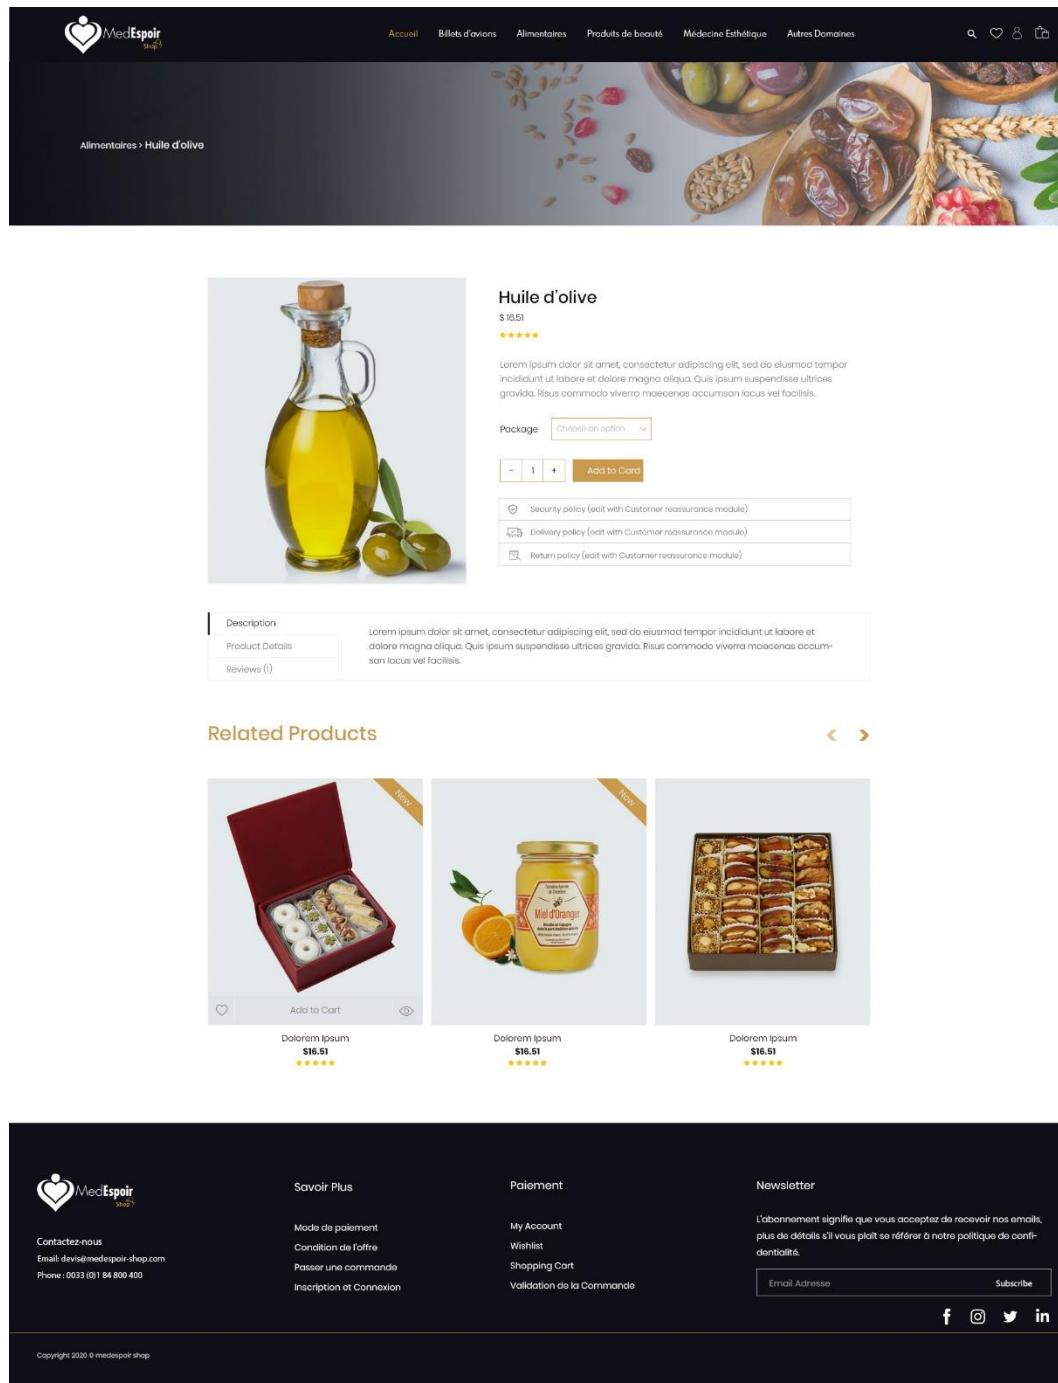 MedEspoir
Shop
Accueil Billets d'avions Alimentaires Produits de beauté Médecine Esthétique Autres Domaines
Alimentaires > Huile d'olive
Huile d'olive
$ 16.51
Lorem ipsum dolor sit amet, consectetur adipiscing elit, sed do eiusmod tempor
incididunt ut labore et dolore magna aliqua. Quis ipsum suspendisse ultrices
gravida. Risus commodo viverra maecenas accumsan lacus vel facilisis.
Package Choose an option
- 1 + Add to Card
Security policy (edit with Customer reassurance module)
Delivery policy (edit with Customer reassurance module)
Return policy (edit with Customer reassurance module)
Description
Product Details
Reviews (1)
Lorem ipsum dolor sit amet, consectetur adipiscing elit, sed do eiusmod tempor incididunt ut labore et
dolore magna aliqua. Quis ipsum suspendisse ultrices gravida. Risus commodo viverra maecenas accum-
san lacus vel facilisis.
Related Products
New
New
Miel d'Oranger
Add to Cart
Dolorem Ipsum
$16.51
Dolorem Ipsum
$16.51
Dolorem Ipsum
$16.51
MedEspoir
Shop
Contactez-nous
Email: devis@medespoir-shop.com
Phone : 0033 (0)1 84 800 400
Savoir Plus
Mode de paiement
Condition de l'offre
Passer une commande
Inscription et Connexion
Paiement
My Account
Wishlist
Shopping Cart
Validation de la Commande
Newsletter
L'abonnement signifie que vous acceptez de recevoir nos emails,
plus de détails s'il vous plaît se référer à notre politique de confi-
dentialité.
Email Adresse Subscribe
Copyright 2020 © medespoir shop